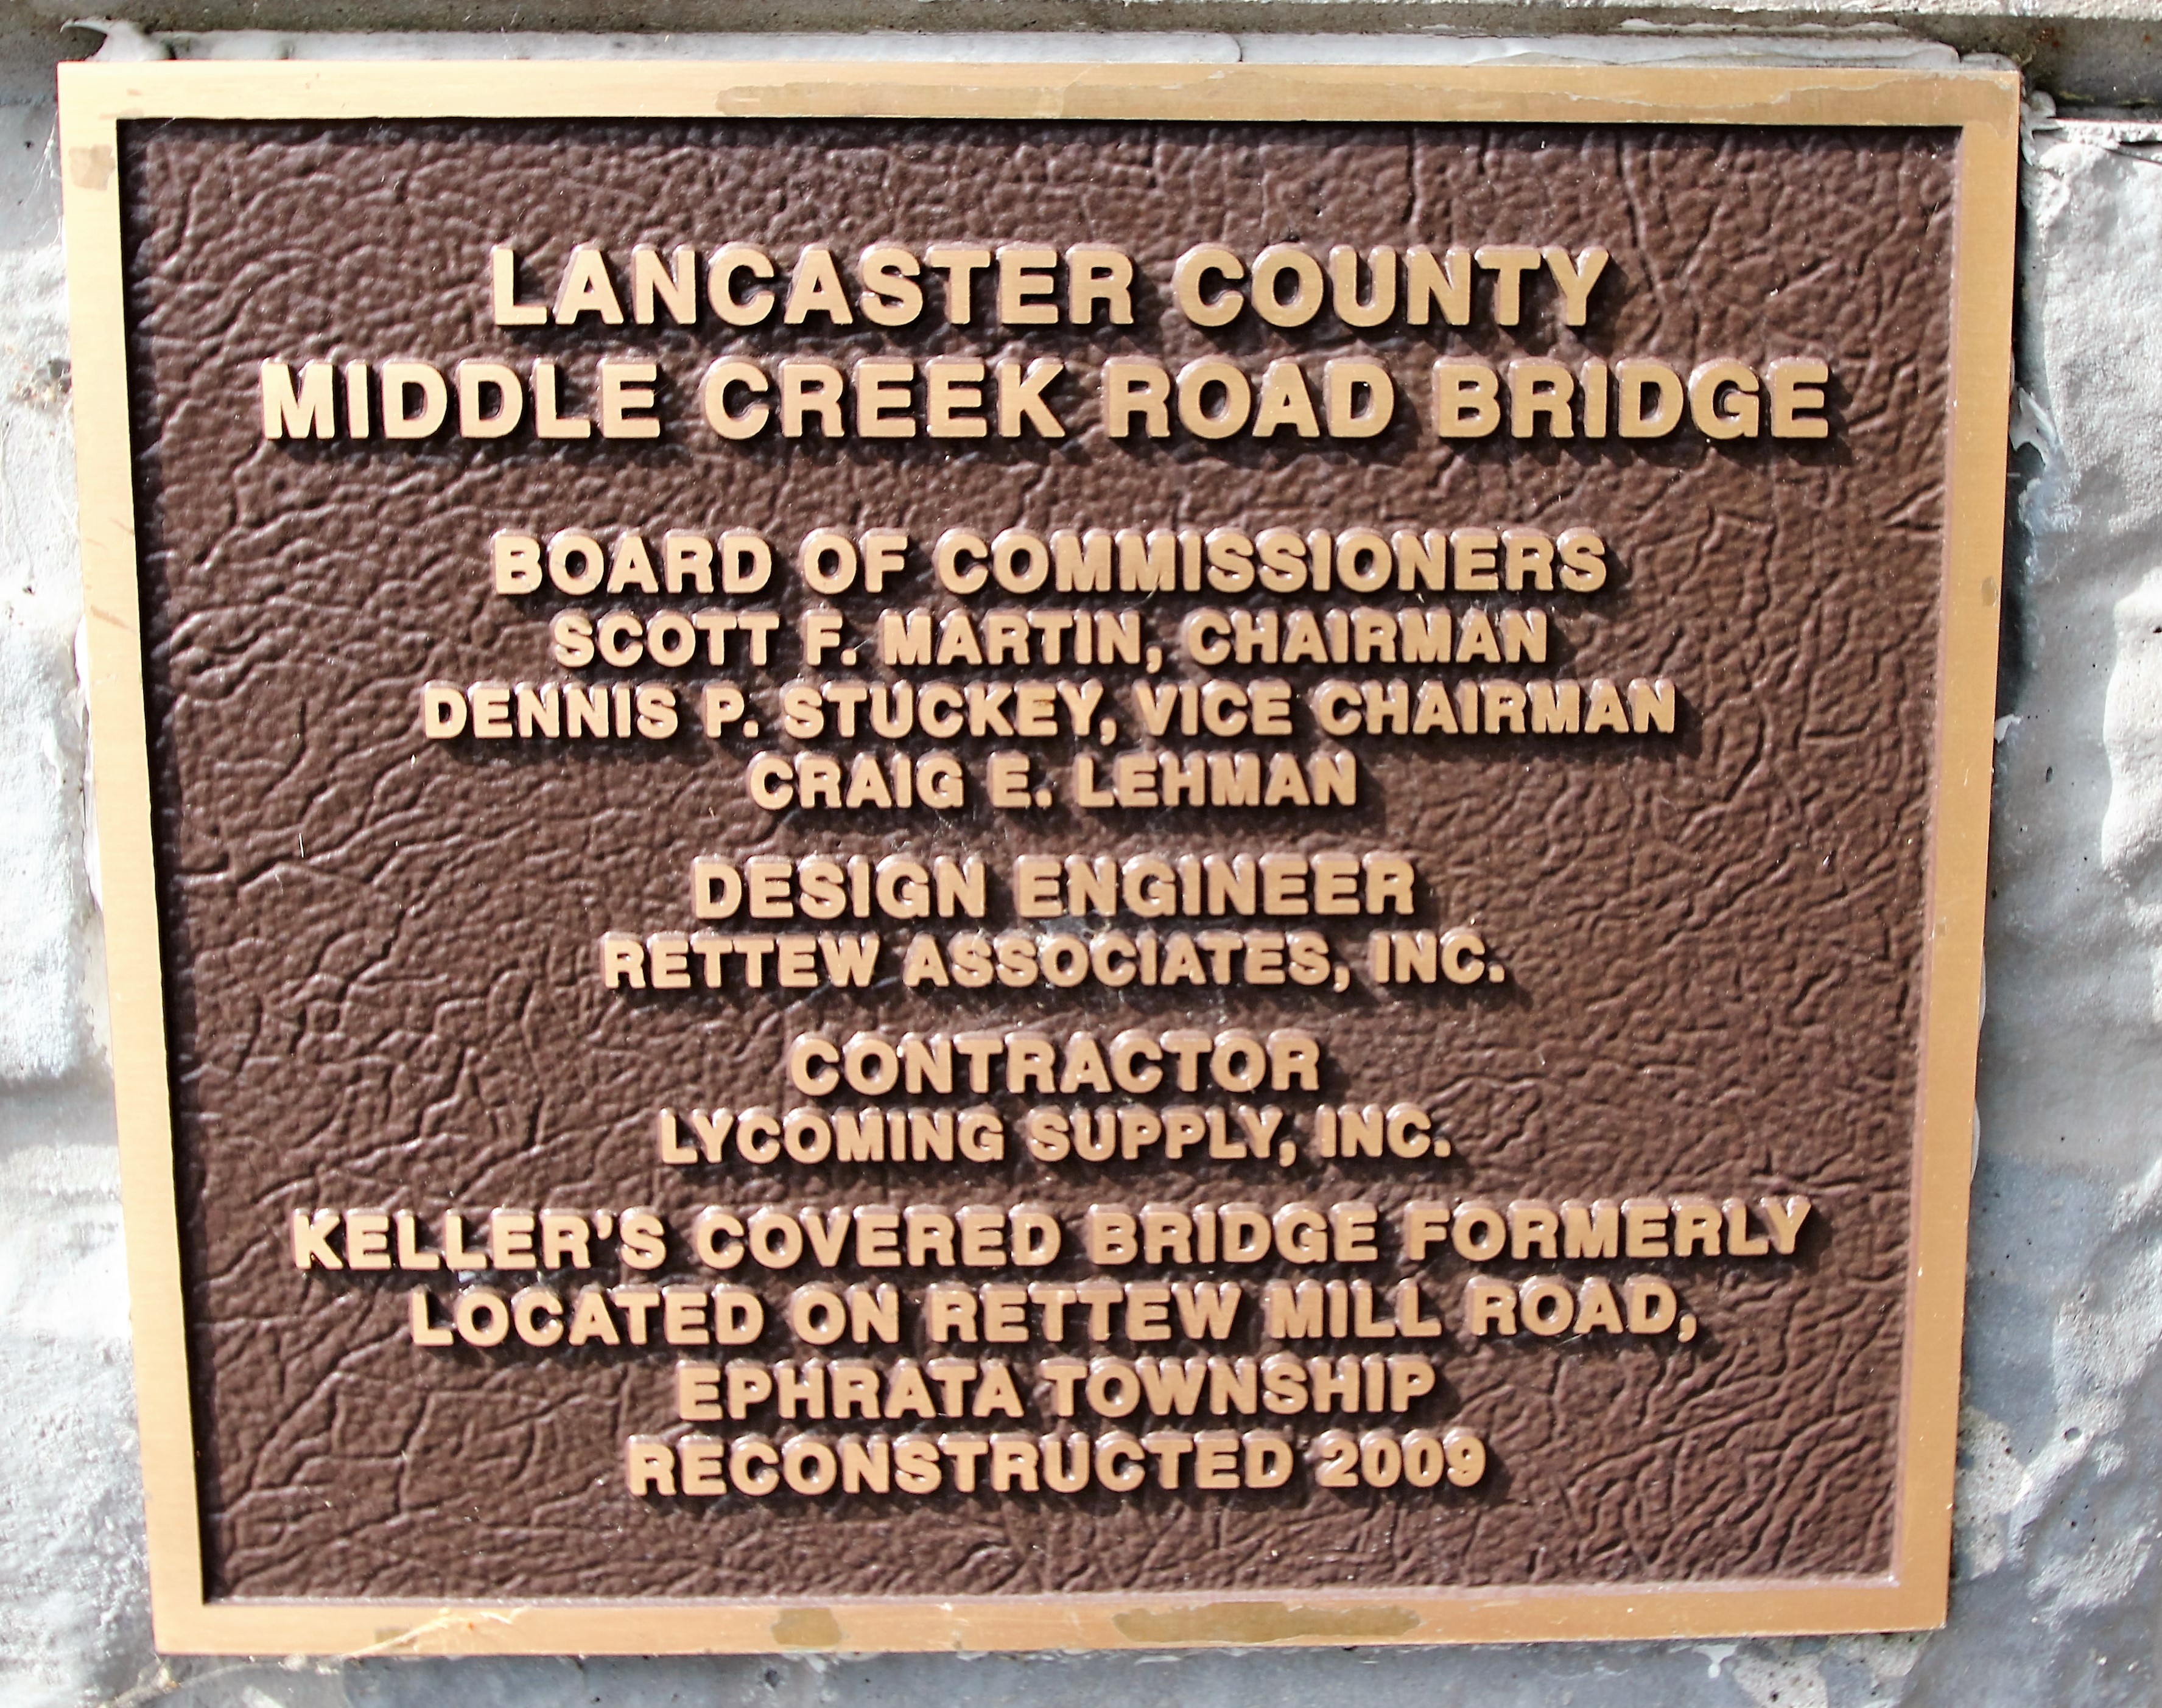 LANCASTER COUNTY
MIDDLE CREEK ROAD BRIDGE
BOARD OF COMMISSIONERS
SCOTT F. MARTIN, CHAIRMAN
DENNIS P. STUCKEY, VICE CHAIRMAN
CRAIG E. LEHMAN
DESIGN ENGINEER
RETTEW ASSOCIATES, INC.
CONTRACTOR
LYCOMING SUPPLY, INC.
KELLER'S COVERED BRIDGE FORMERLY
LOCATED ON RETTEW MILL ROAD,
EPHRATA TOWNSHIP
RECONSTRUCTED 2009